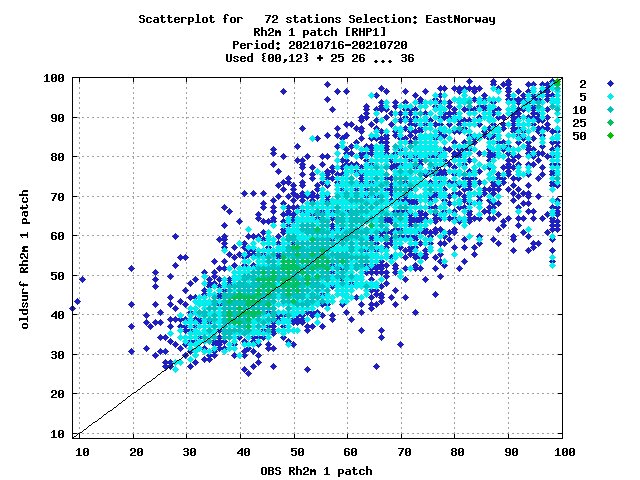 Scatterplot for   72 stations Selection: EastNorway
Rh2m 1 patch [RHP1]
Period: 20210716-20210720
Used {00,12} + 25 26 ... 36
2
5
10
25
50
100
90
80
70
60
50
40
30
20
10
oldsurf Rh2m 1 patch
10 20 30 40 50 60 70 80 90 100
OBS Rh2m 1 patch